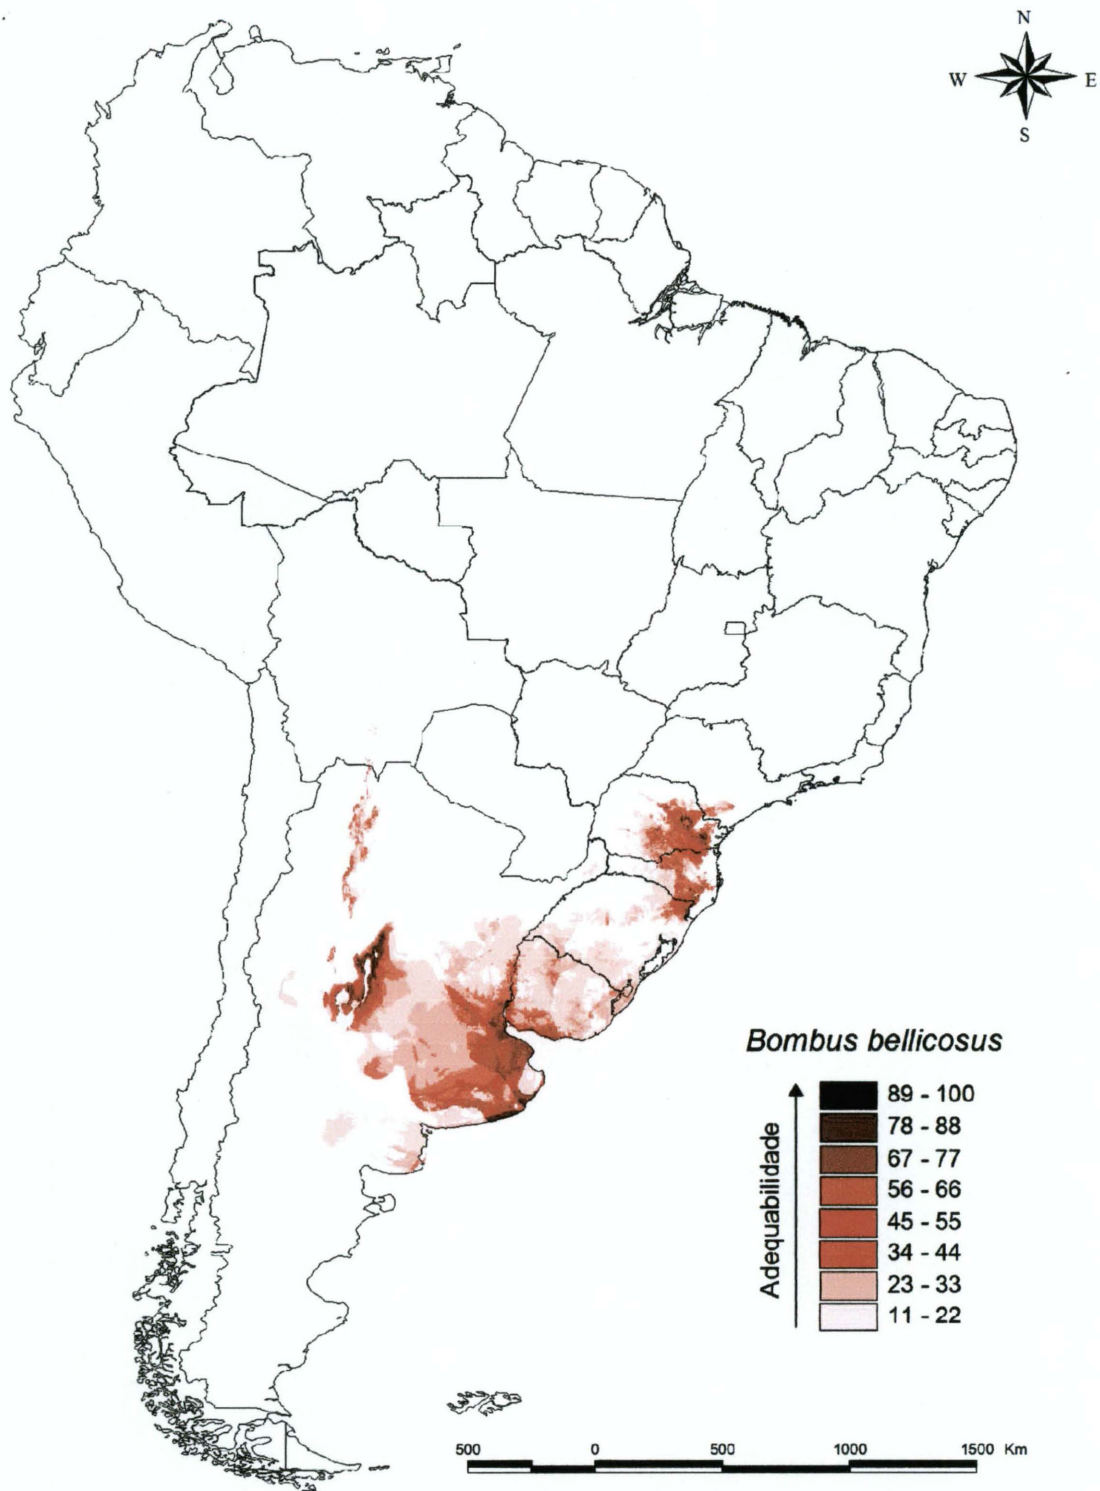 N
W E
S
Bombus bellicosus
Adequabilidade
89 - 100
78 - 88
67 - 77
56 - 66
45 - 55
34 - 44
23 - 33
11 - 22
500 0 500 1000 1500 Km